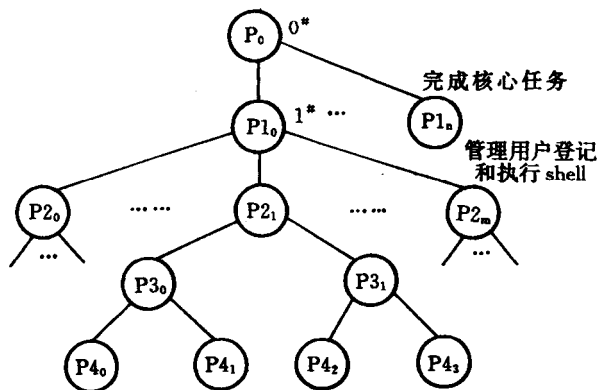 P₀ 0#
完成核心任务
P1₀ 1# … P1ₙ
管理用户登记
和执行 shell
P2₀ …… P2₁ …… P2ₘ
… …
P3₀ P3₁
P4₀ P4₁ P4₂ P4₃